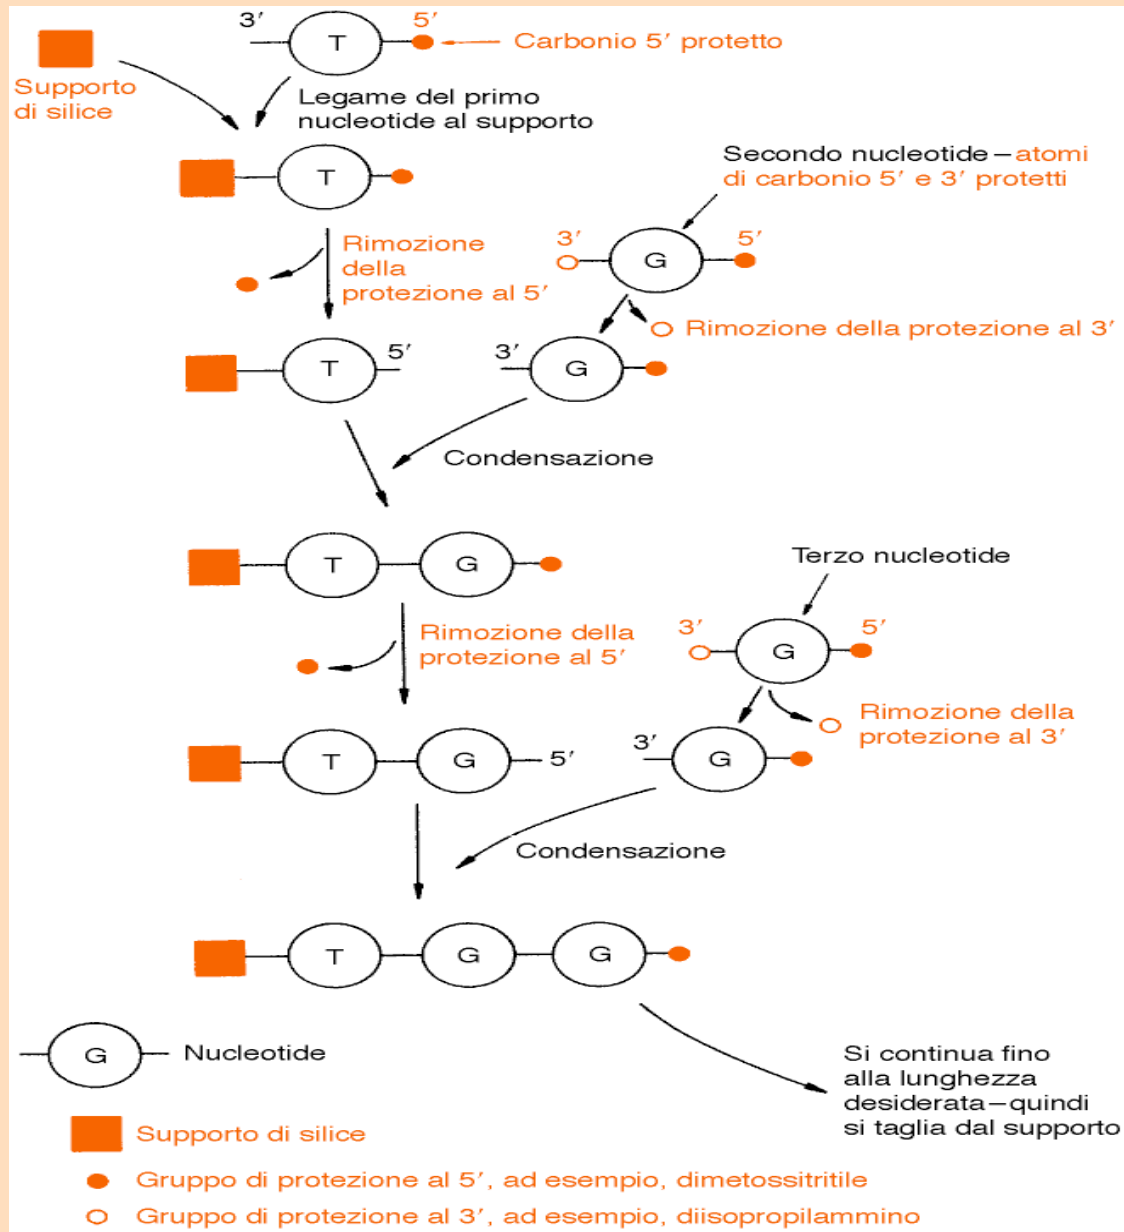 3′
5′
T
Carbonio 5′ protetto
Supporto
di silice
Legame del primo
nucleotide al supporto
T
Secondo nucleotide–atomi
di carbonio 5′ e 3′ protetti
3′
5′
G
Rimozione
della
protezione al 5′
Rimozione della protezione al 3′
T
5′
3′
G
Condensazione
T
G
Terzo nucleotide
3′
5′
G
Rimozione della
protezione al 5′
Rimozione della
protezione al 3′
T
G
5′
3′
G
Condensazione
T
G
G
G
Nucleotide
Si continua fino
alla lunghezza
desiderata–quindi
si taglia dal supporto
Supporto di silice
Gruppo di protezione al 5′, ad esempio, dimetossitritile
Gruppo di protezione al 3′, ad esempio, diisopropilammino